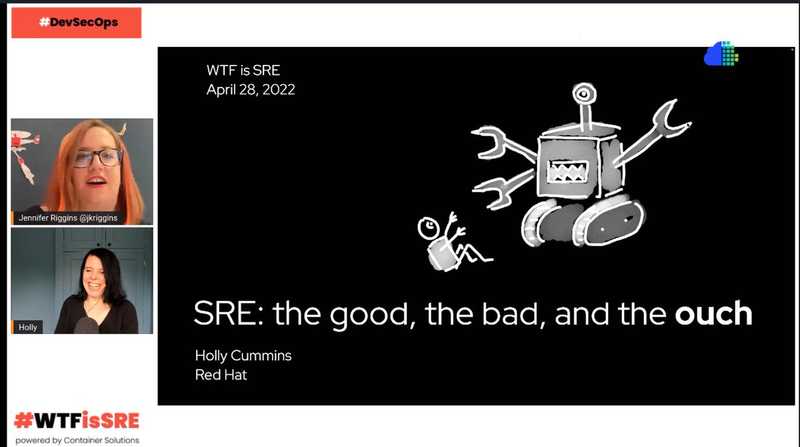 #DevSecOps
WTF is SRE
April 28, 2022
Jennifer Riggins @jkriggins
Holly
SRE: the good, the bad, and the ouch
Holly Cummins
Red Hat
#WTFisSRE
powered by Container Solutions